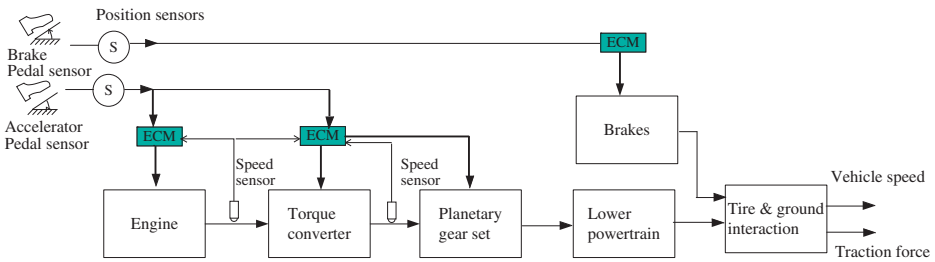 Position sensors
S
ECM
Brake
Pedal sensor
S
Accelerator
Pedal sensor
ECM
ECM
Brakes
Speed
sensor
Speed
sensor
Vehicle speed
Engine
Torque
converter
Planetary
gear set
Lower
powertrain
Tire & ground
interaction
Traction force